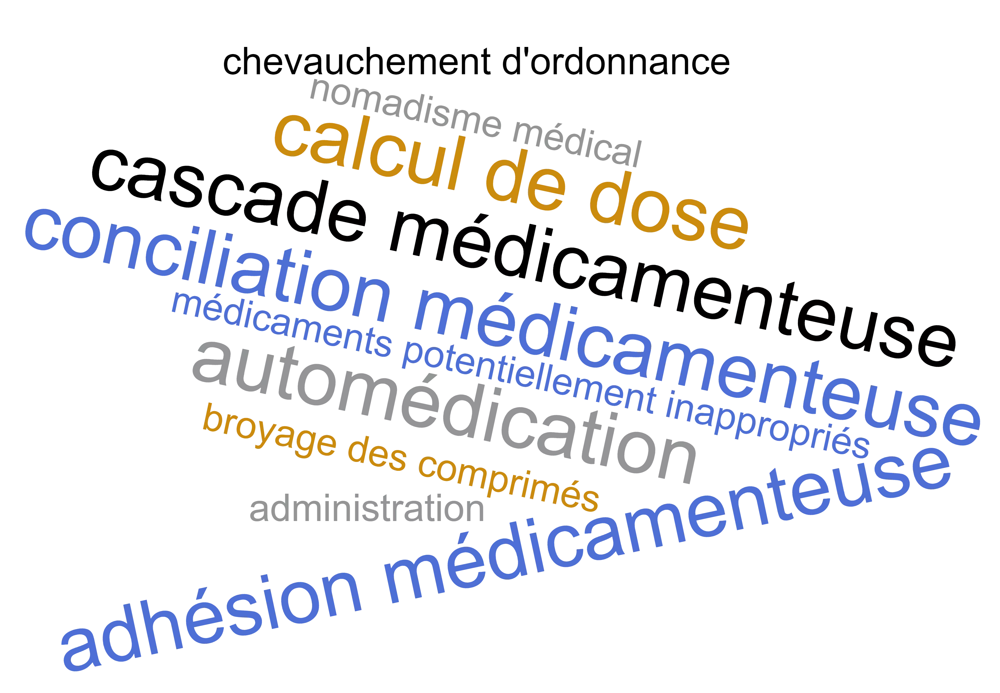 chevauchement d'ordonnance
nomadisme médical
calcul de dose
cascade médicamenteuse
conciliation médicamenteuse
médicaments potentiellement inappropriés
automédication
broyage des comprimés
administration
adhésion médicamenteuse